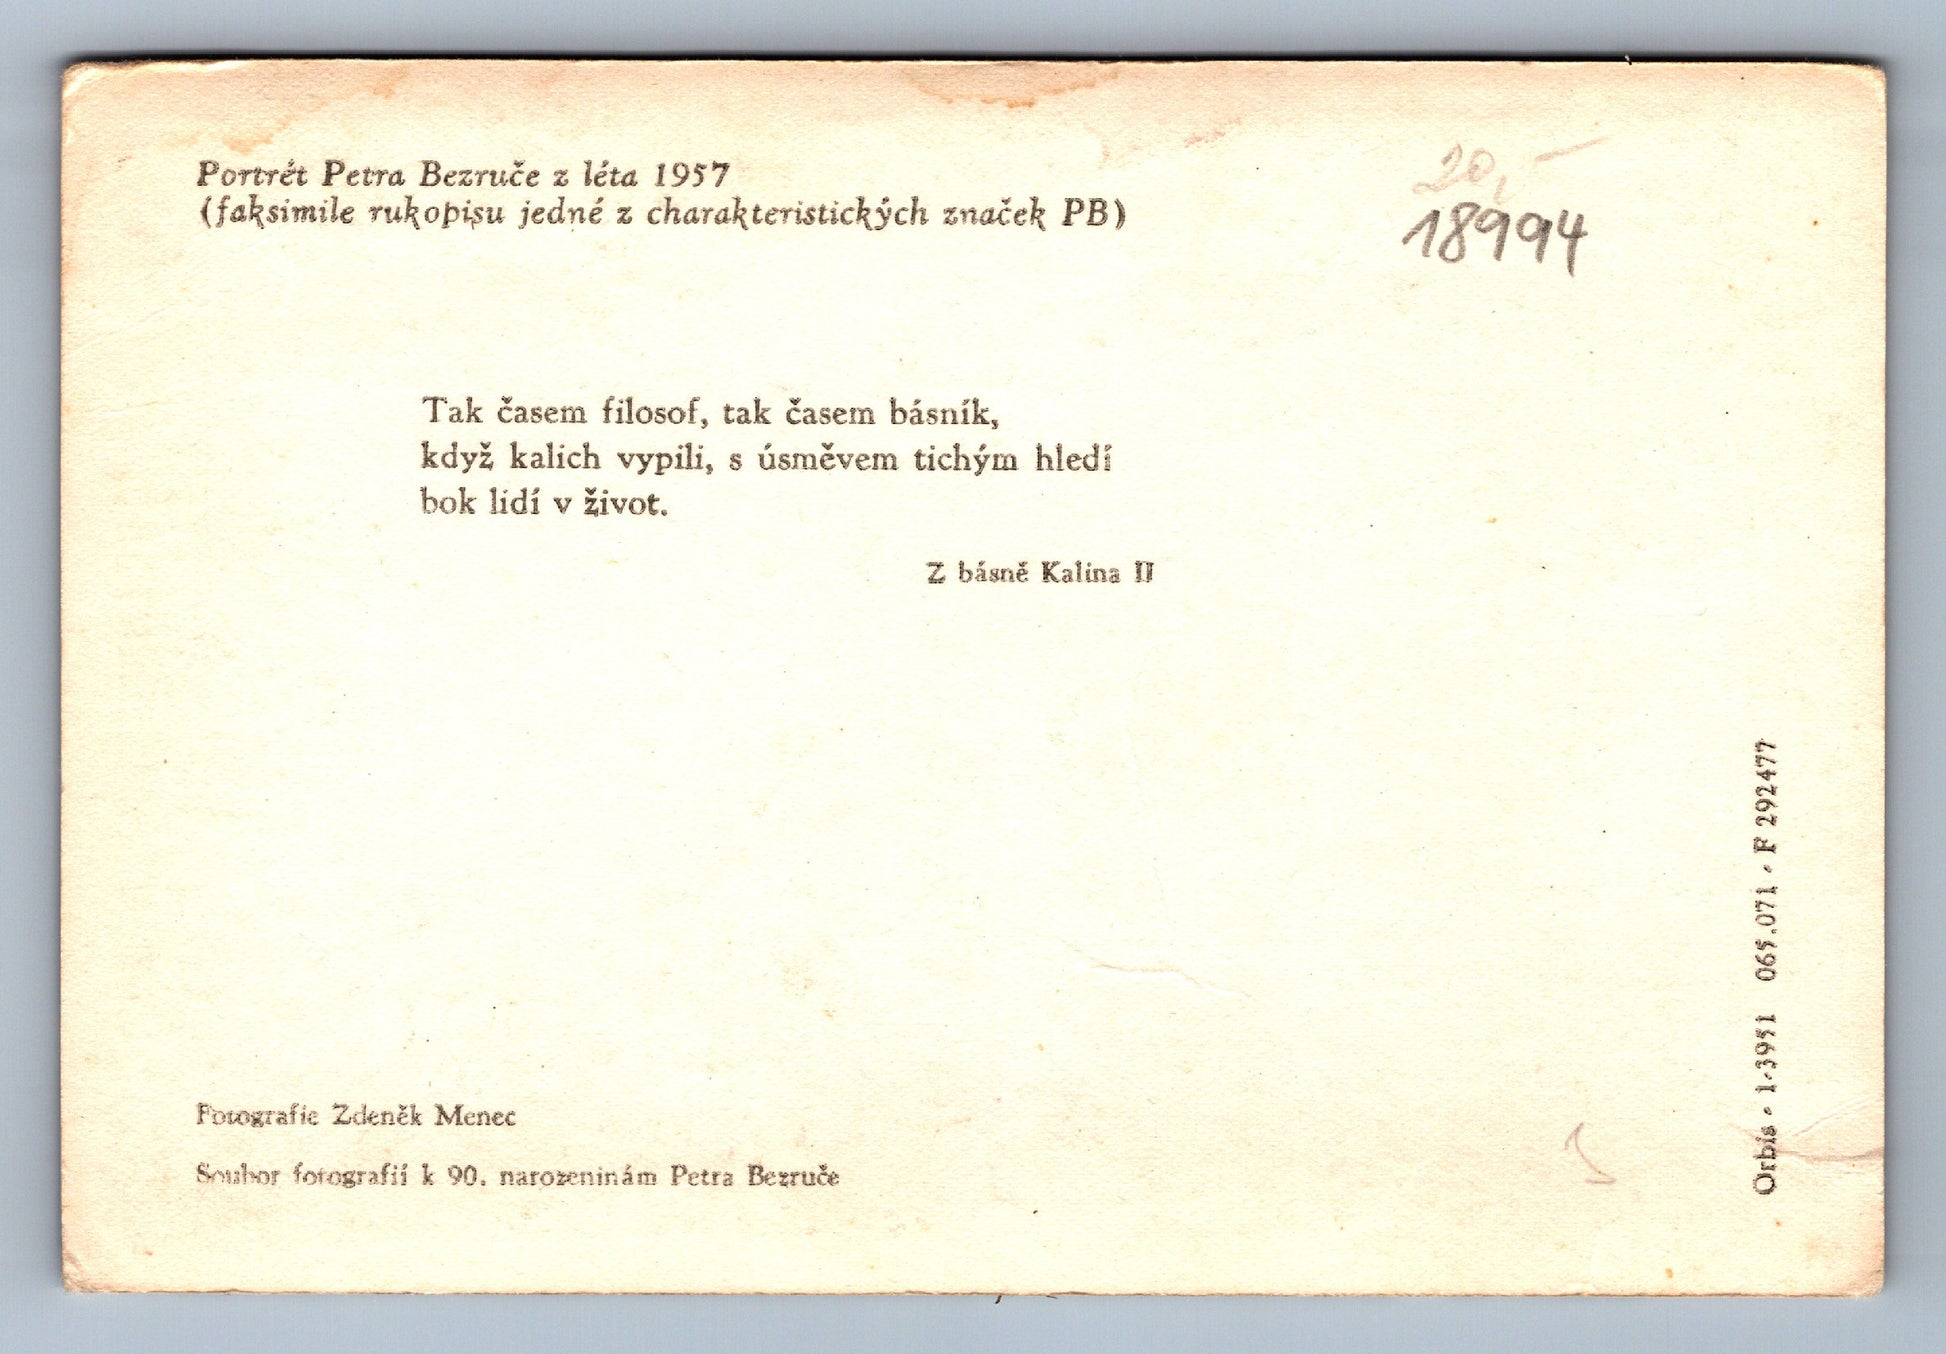 Portrét Petra Bezruče z léta 1957
(faksimile rukopisu jedné z charakteristických značek PB)
20,-
18994
Tak časem filosof, tak časem básník,
když kalich vypili, s úsměvem tichým hledí
bok lidí v život.
Z básně Kalina II
Fotografie Zdeněk Menec
Soubor fotografií k 90. narozeninám Petra Bezruče
Orbis - 1-3951 065.071 - F 292477